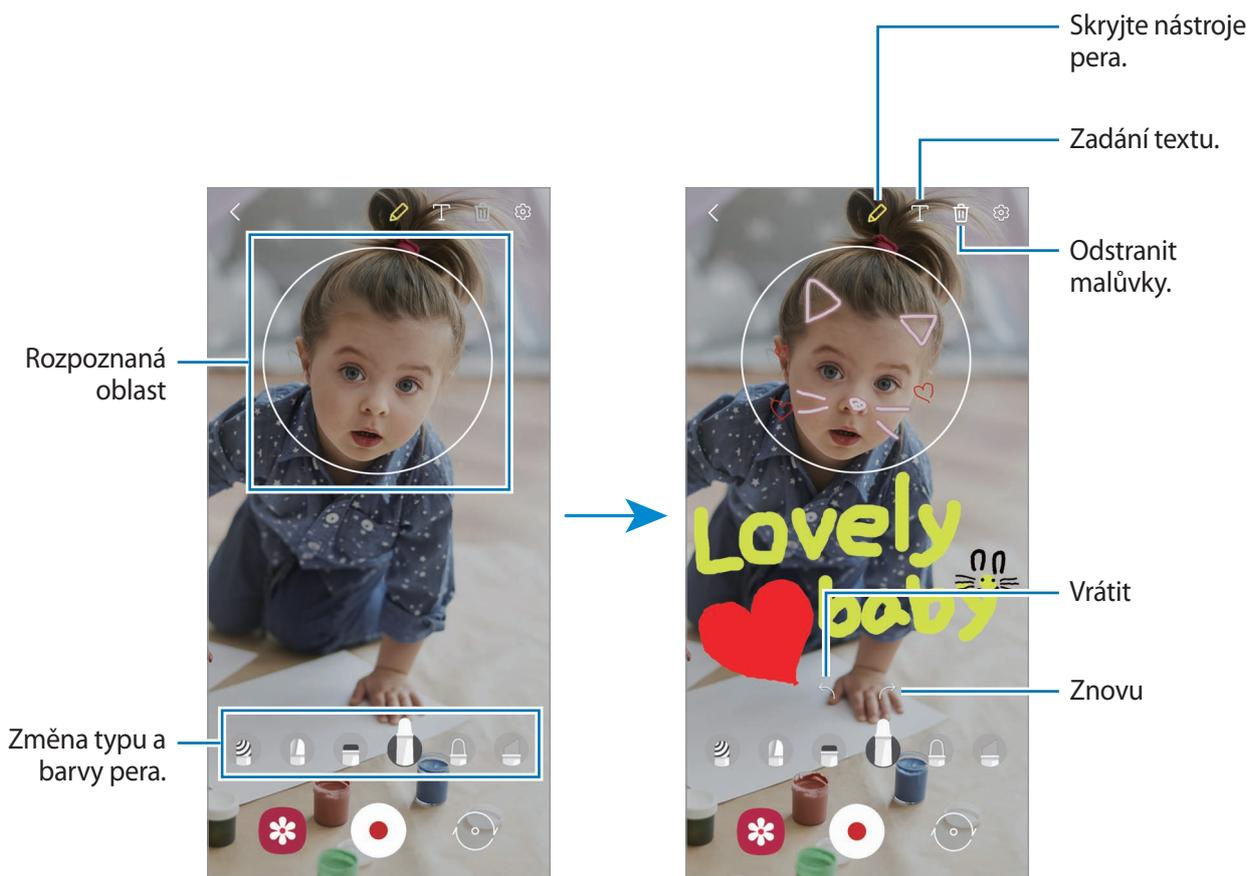 Skryjte nástroje
pera.
Zadání textu.
Odstranit
malůvky.
Rozpoznaná
oblast
Lovely
baby
Vrátit
Znovu
Změna typu a
barvy pera.